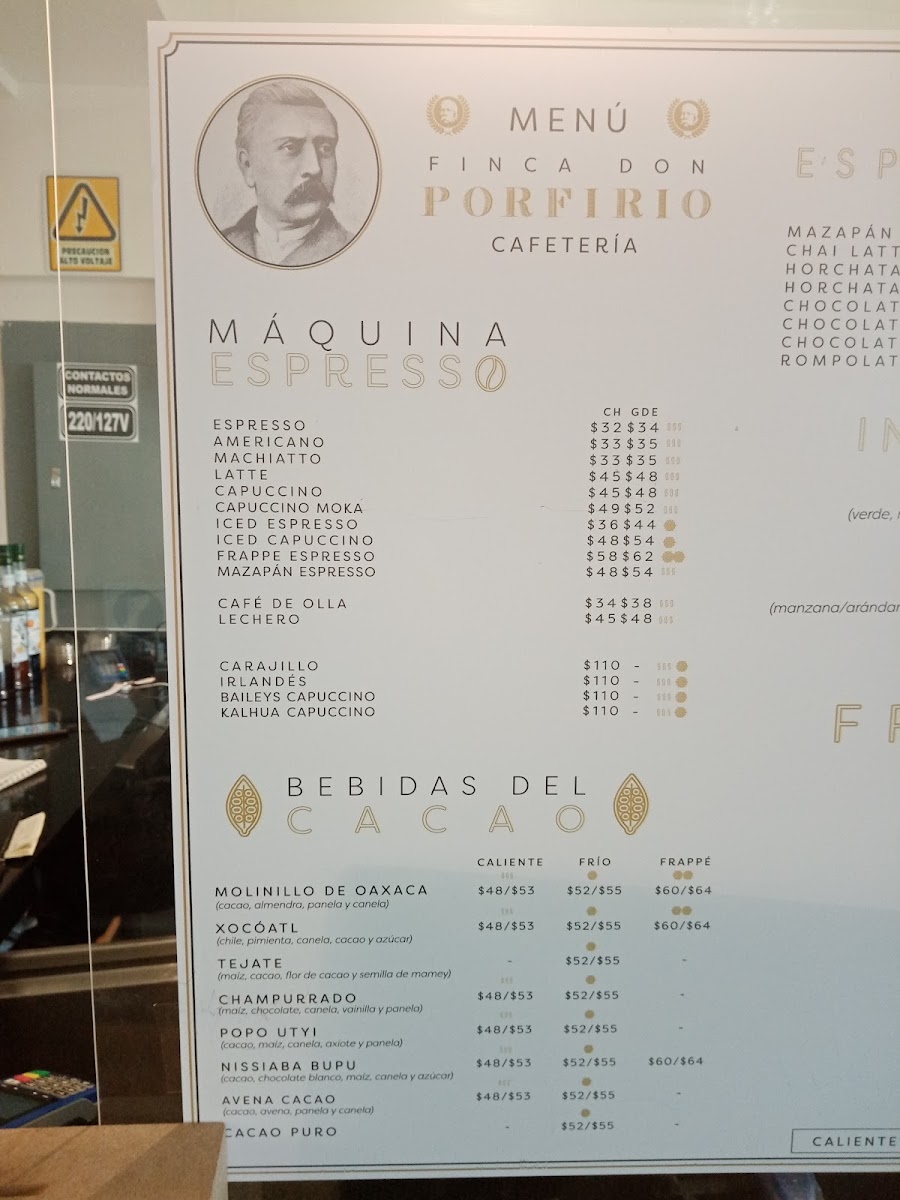 MENÚ
FINCA DON
PORFIRIO
CAFETERÍA
PRECAUCION
ALTO VOLTAJE
CONTACTOS
NORMALES
220/127V
MÁQUINA
ESPRESSO
CH GDE
ESPRESSO $32 $34
AMERICANO $33 $35
MACHIATTO $33 $35
LATTE $45 $48
CAPUCCINO $45 $48
CAPUCCINO MOKA $49 $52
ICED ESPRESSO $36 $44
ICED CAPUCCINO $48 $54
FRAPPE ESPRESSO $58 $62
MAZAPÁN ESPRESSO $48 $54
CAFÉ DE OLLA $34 $38
LECHERO $45 $48
CARAJILLO $110 -
IRLANDÉS $110 -
BAILEYS CAPUCCINO $110 -
KALHUA CAPUCCINO $110 -
BEBIDAS DEL
CACAO
CALIENTE FRÍO FRAPPÉ
MOLINILLO DE OAXACA $48/$53 $52/$55 $60/$64
(cacao, almendra, panela y canela)
XOCÓATL $48/$53 $52/$55 $60/$64
(chile, pimienta, canela, cacao y azúcar)
TEJATE - $52/$55 -
(maíz, cacao, flor de cacao y semilla de mamey)
CHAMPURRADO $48/$53 $52/$55 -
(maíz, chocolate, canela, vainilla y panela)
POPO UTYI $48/$53 $52/$55 -
(cacao, maíz, canela, axiote y panela)
NISSIABA BUPU $48/$53 $52/$55 $60/$64
(cacao, chocolate blanco, maíz, canela y azúcar)
AVENA CACAO $48/$53 $52/$55 -
(cacao, avena, panela y canela)
CACAO PURO - $52/$55 -
ESP
MAZAPÁN
CHAI LATT
HORCHATA
HORCHATA
CHOCOLAT
CHOCOLAT
CHOCOLAT
ROMPOLAT
IN
(verde,
(manzana/arándan
FR
CALIENTE